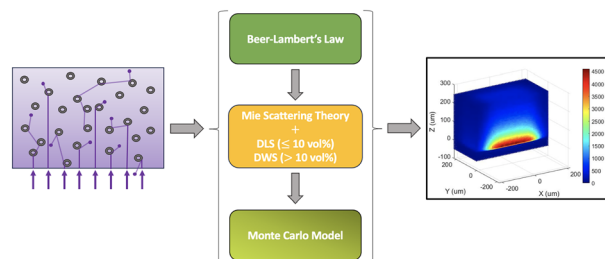 Beer-Lambert's Law
Mie Scattering Theory
+
DLS (≤ 10 vol%)
DWS (> 10 vol%)
Monte Carlo Model
300
200
100
0
-100
200
0
-200
-200
0
200
Z (um)
Y (um)
X (um)
4500
4000
3500
3000
2500
2000
1500
1000
500
0